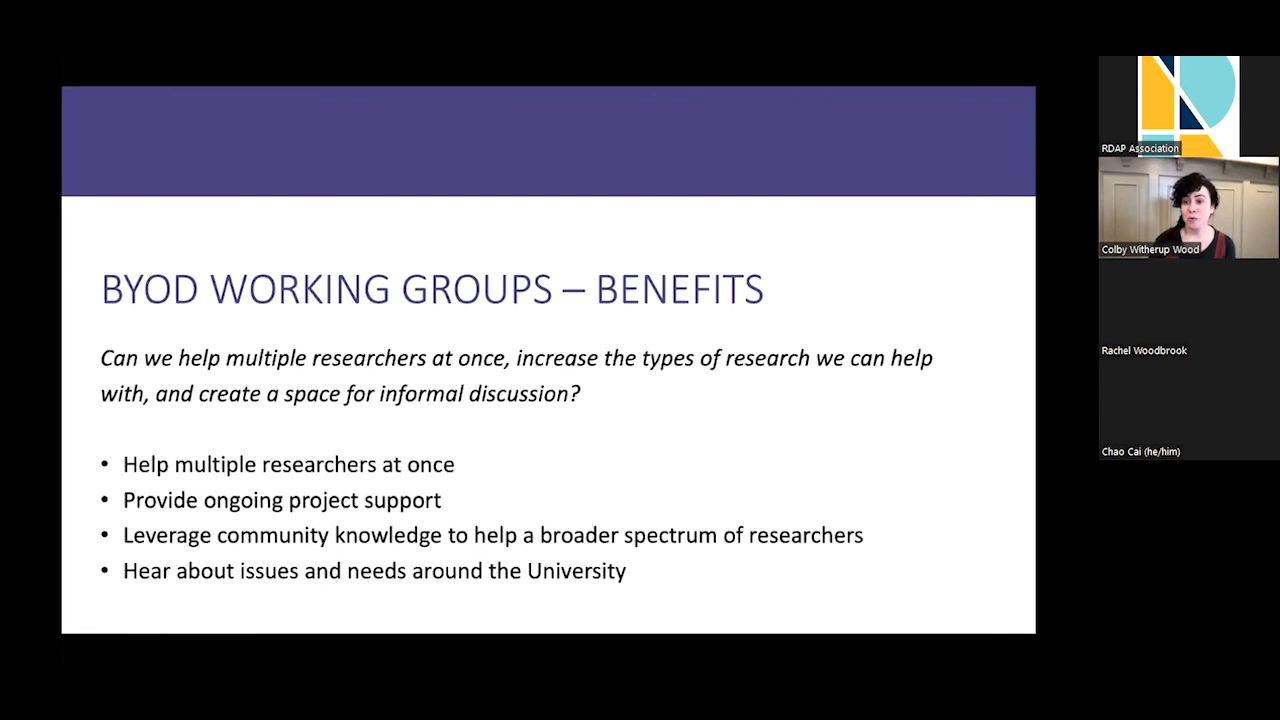 BYOD WORKING GROUPS – BENEFITS
Can we help multiple researchers at once, increase the types of research we can help
with, and create a space for informal discussion?
• Help multiple researchers at once
• Provide ongoing project support
• Leverage community knowledge to help a broader spectrum of researchers
• Hear about issues and needs around the University
RDAP Association
Colby Witherup Wood
Rachel Woodbrook
Chao Cai (he/him)